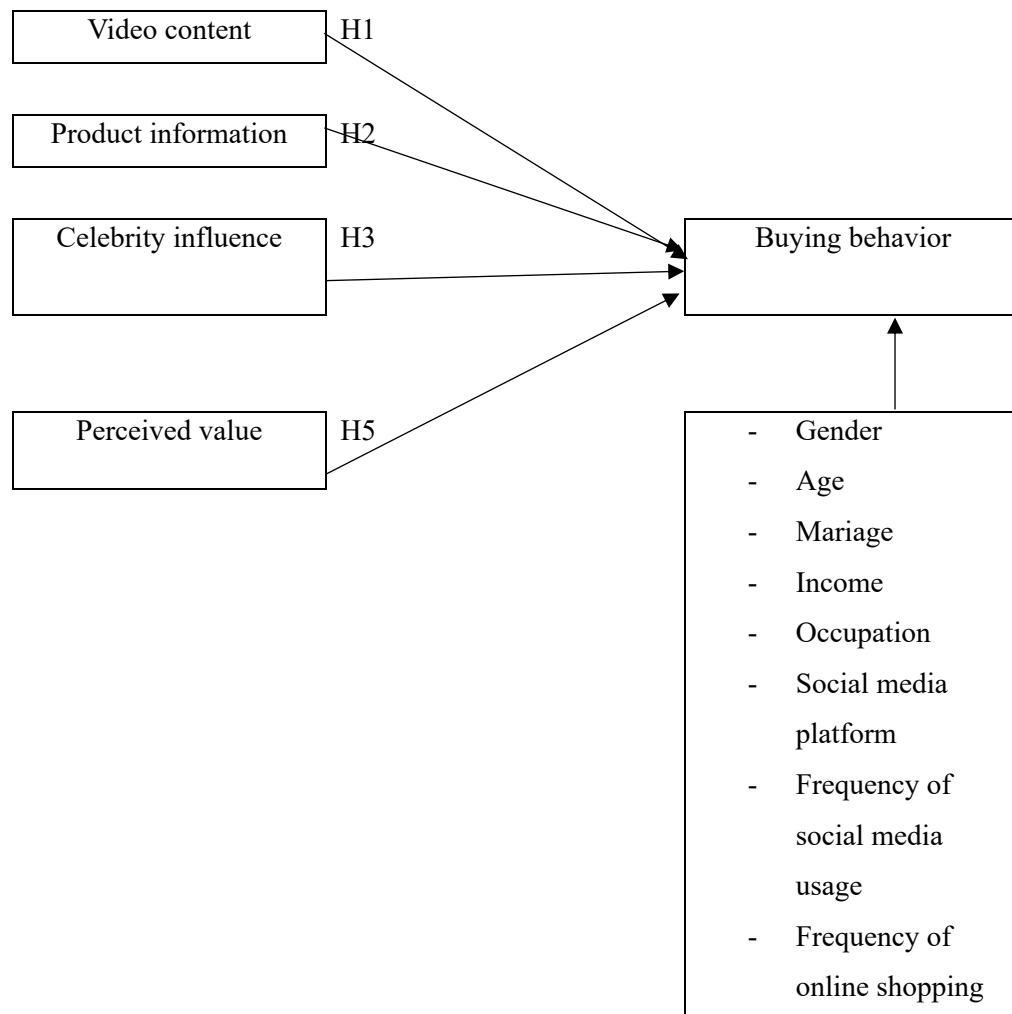 Video content H1
Product information H2
Celebrity influence H3
Buying behavior
Perceived value H5
- Gender
- Age
- Mariage
- Income
- Occupation
- Social media
platform
- Frequency of
social media
usage
- Frequency of
online shopping